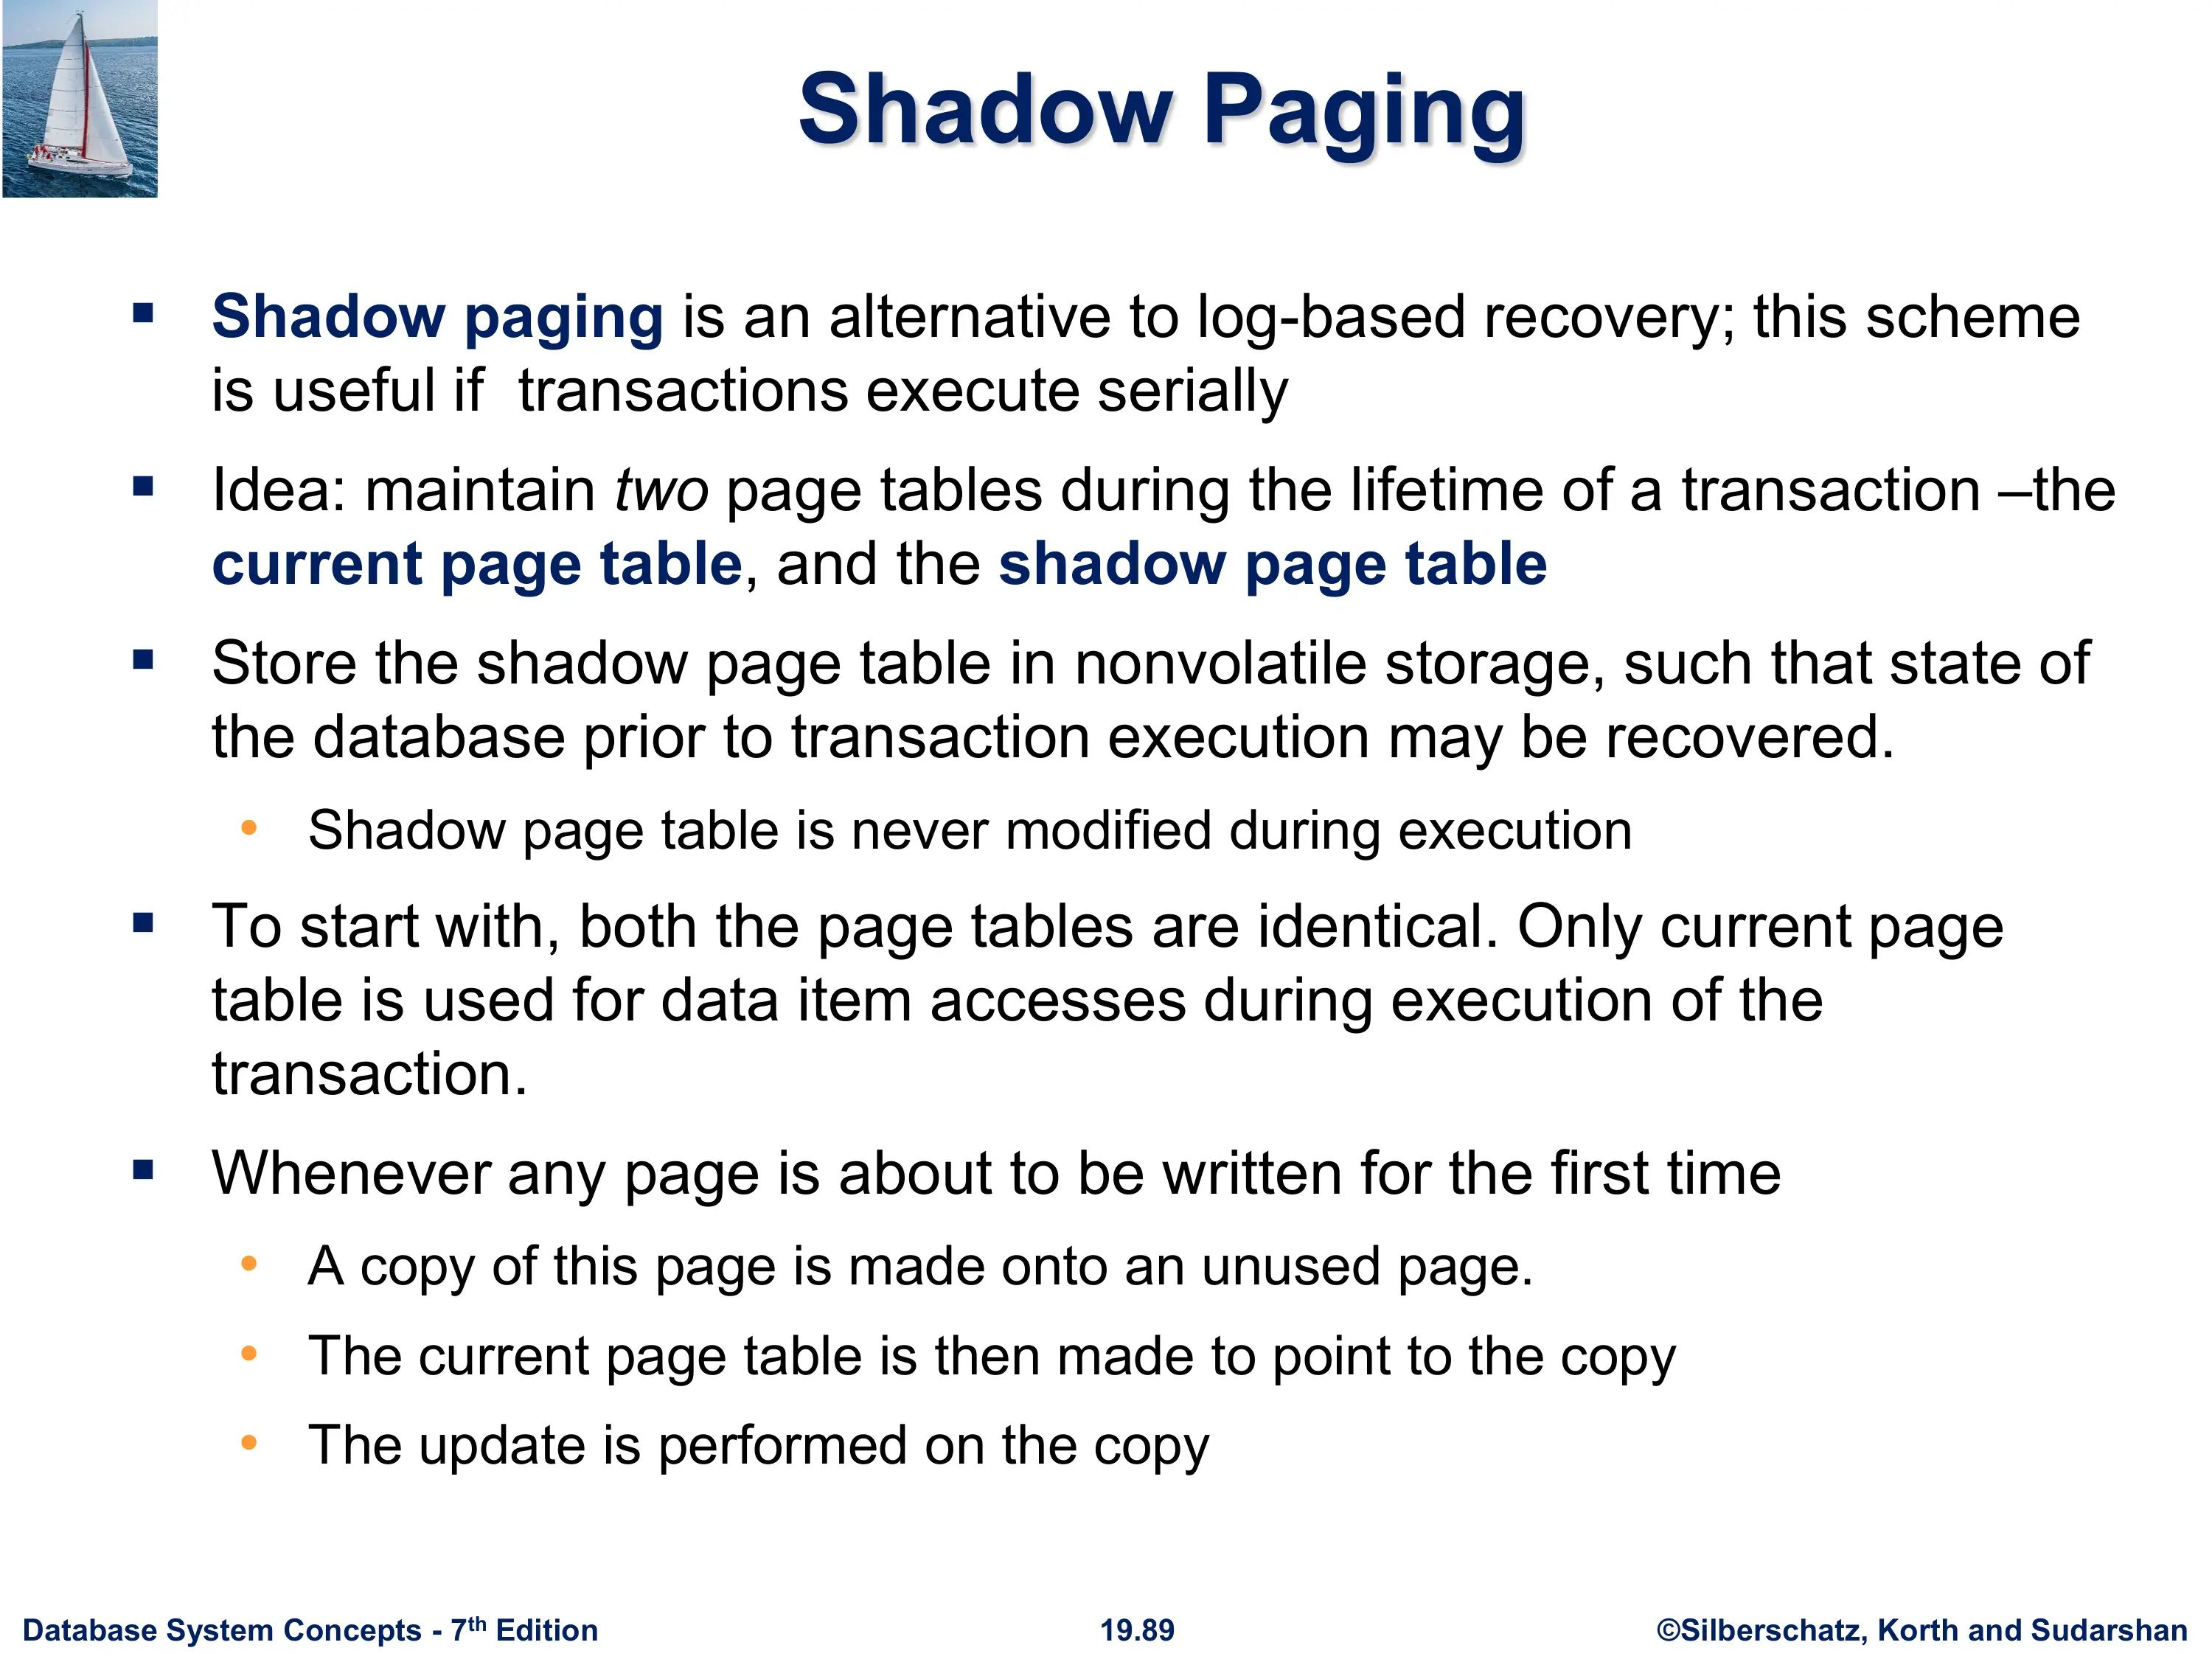 Shadow Paging
▪ Shadow paging is an alternative to log-based recovery; this scheme
is useful if  transactions execute serially
▪ Idea: maintain two page tables during the lifetime of a transaction –the
current page table, and the shadow page table
▪ Store the shadow page table in nonvolatile storage, such that state of
the database prior to transaction execution may be recovered.
• Shadow page table is never modified during execution
▪ To start with, both the page tables are identical. Only current page
table is used for data item accesses during execution of the
transaction.
▪ Whenever any page is about to be written for the first time
• A copy of this page is made onto an unused page.
• The current page table is then made to point to the copy
• The update is performed on the copy
Database System Concepts - 7th Edition 19.89 ©Silberschatz, Korth and Sudarshan